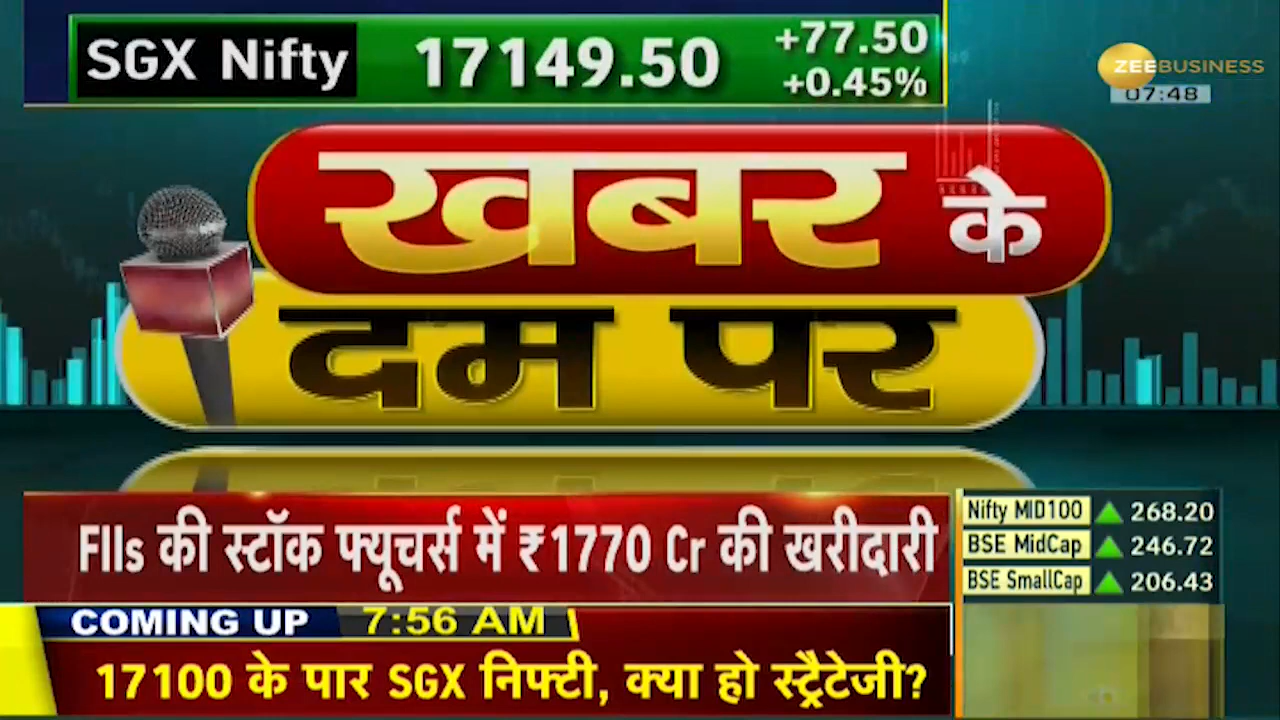 SGX Nifty 17149.50 +77.50
+0.45%
ZEEBUSINESS
07:48
खबर के
दम पर
FIIs की स्टॉक फ्यूचर्स में ₹1770 Cr की खरीदारी
Nifty MID100 ▲ 268.20
BSE MidCap ▲ 246.72
BSE SmallCap ▲ 206.43
COMING UP 7:56 AM
17100 के पार SGX निफ्टी, क्या हो स्ट्रैटेजी?